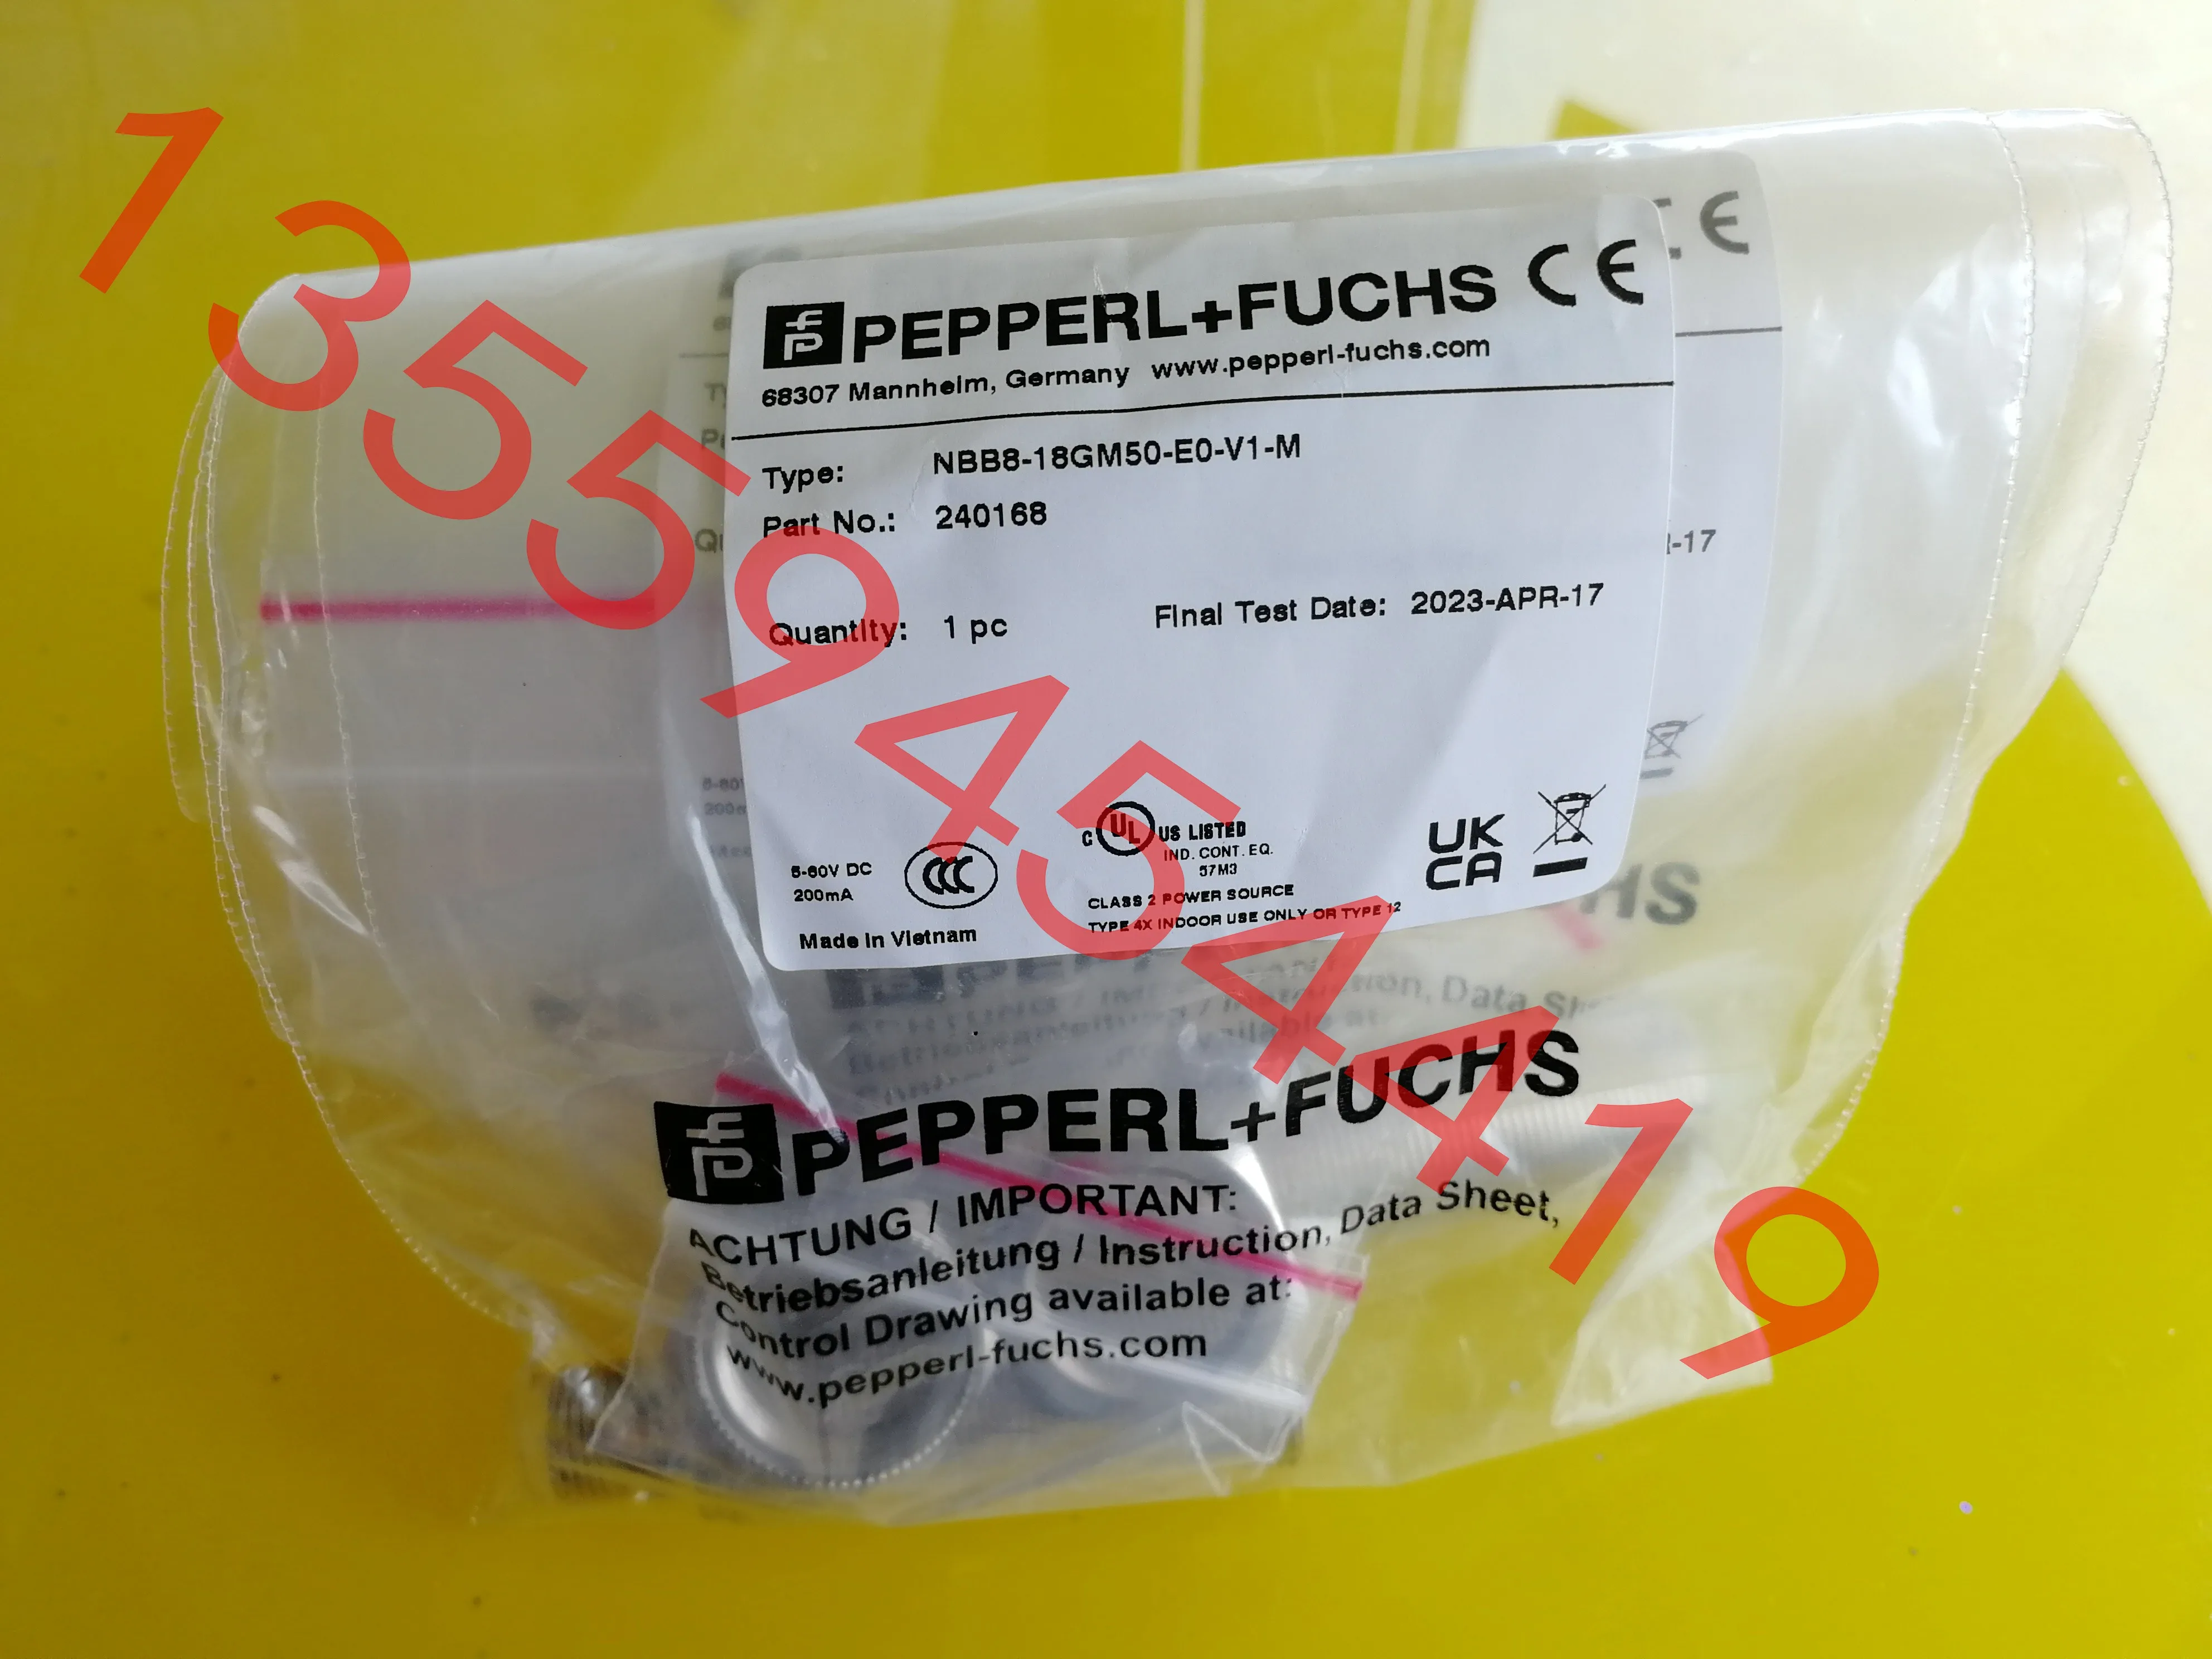 PEPPERL+FUCHS CE
68307 Mannheim, Germany www.pepperl-fuchs.com
Type: NBB8-18GM50-E0-V1-M
Part No.: 240168
Quantity: 1 pc Final Test Date: 2023-APR-17
5-60V DC
200mA
CCC
C UL US LISTED
IND. CONT. EQ.
57M3
CLASS 2 POWER SOURCE
TYPE 4X INDOOR USE ONLY OR TYPE 12
UK
CA
Made in Vietnam
PEPPERL+FUCHS
ACHTUNG / IMPORTANT:
Betriebsanleitung / Instruction, Data Sheet,
Control Drawing available at:
www.pepperl-fuchs.com
13559454419